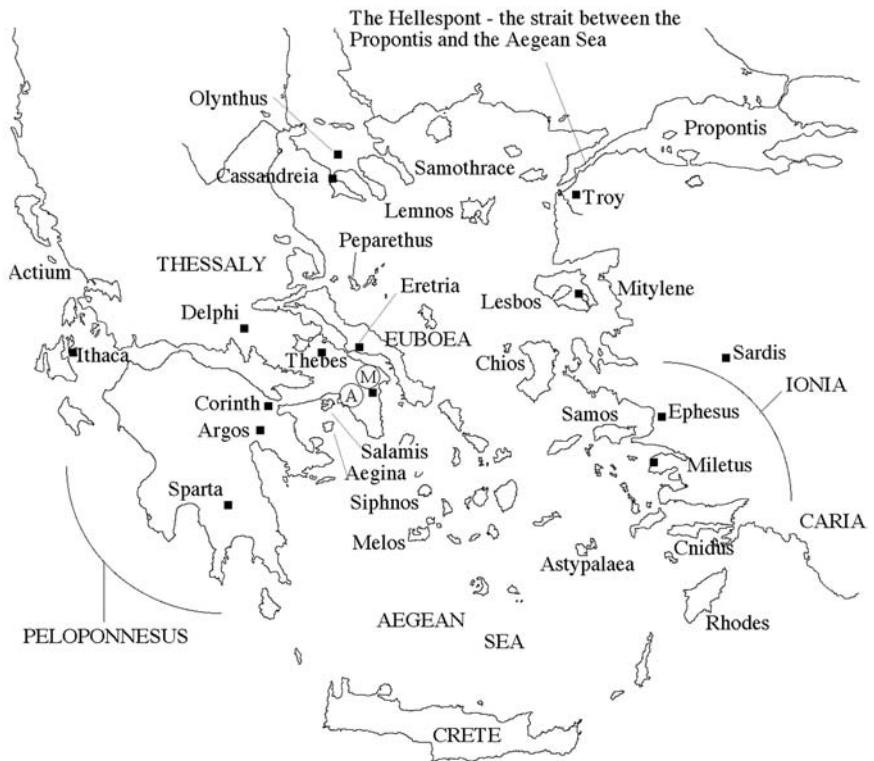 The Hellespont - the strait between the
Propontis and the Aegean Sea
Olynthus
Propontis
Cassandreia
Samothrace
Troy
Lemnos
Peparethus
THESSALY
Actium
Eretria
Lesbos
Mitylene
Delphi
EUBOEA
Ithaca
Thebes
Chios
Sardis
M
IONIA
A
Corinth
Samos
Ephesus
Argos
Salamis
Aegina
Miletus
Sparta
Siphnos
CARIA
Melos
Cnidus
Astypalaea
AEGEAN
SEA
Rhodes
PELOPONNESUS
CRETE